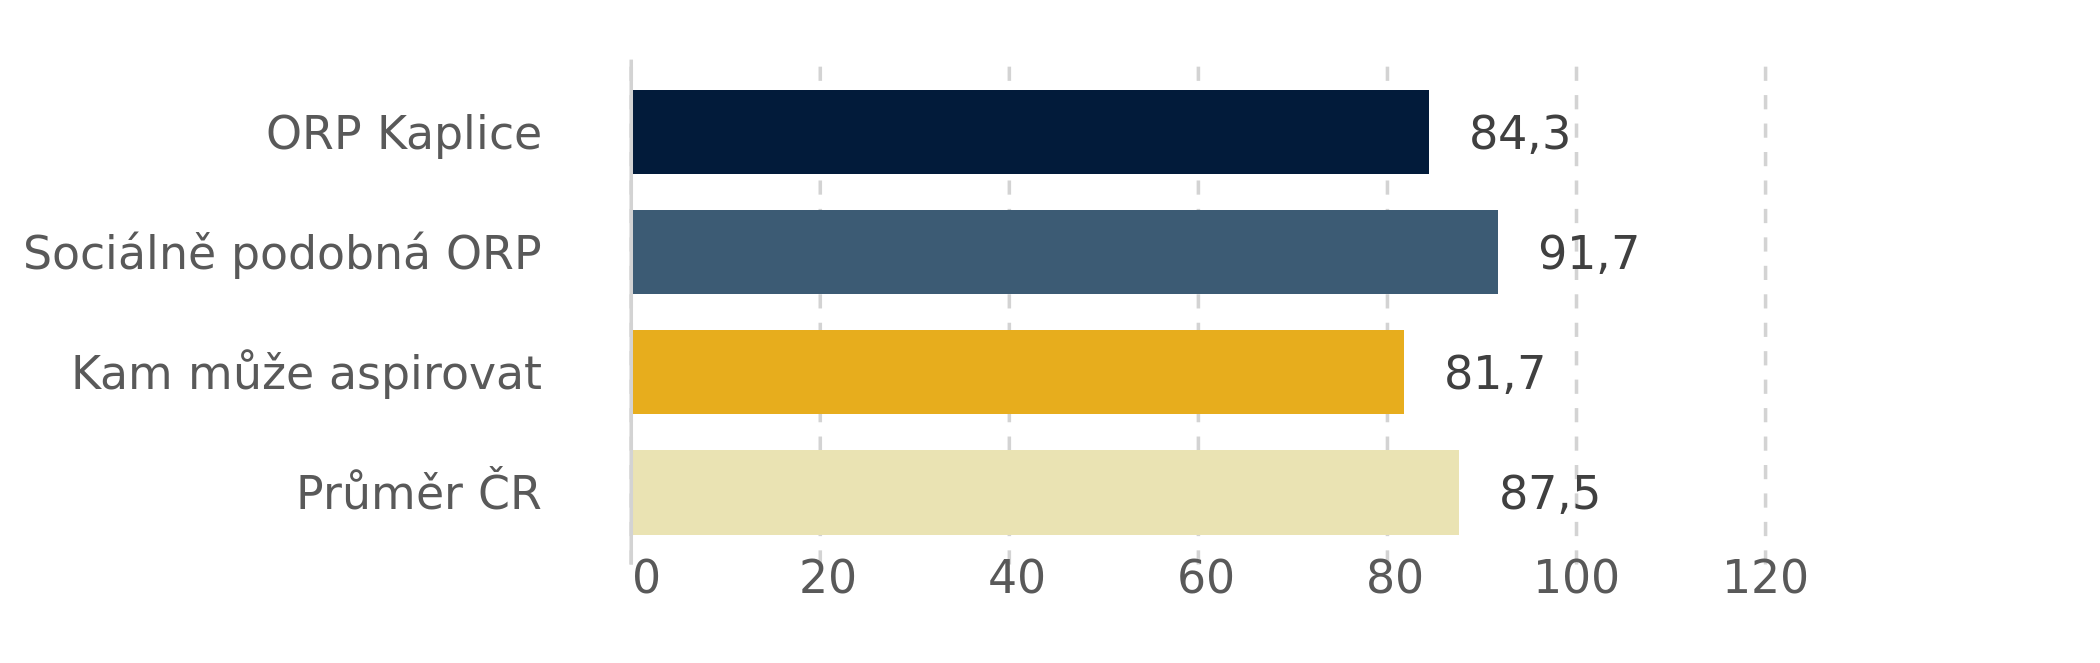 ORP Kaplice 84,3
Sociálně podobná ORP 91,7
Kam může aspirovat 81,7
Průměr ČR 87,5
0 20 40 60 80 100 120